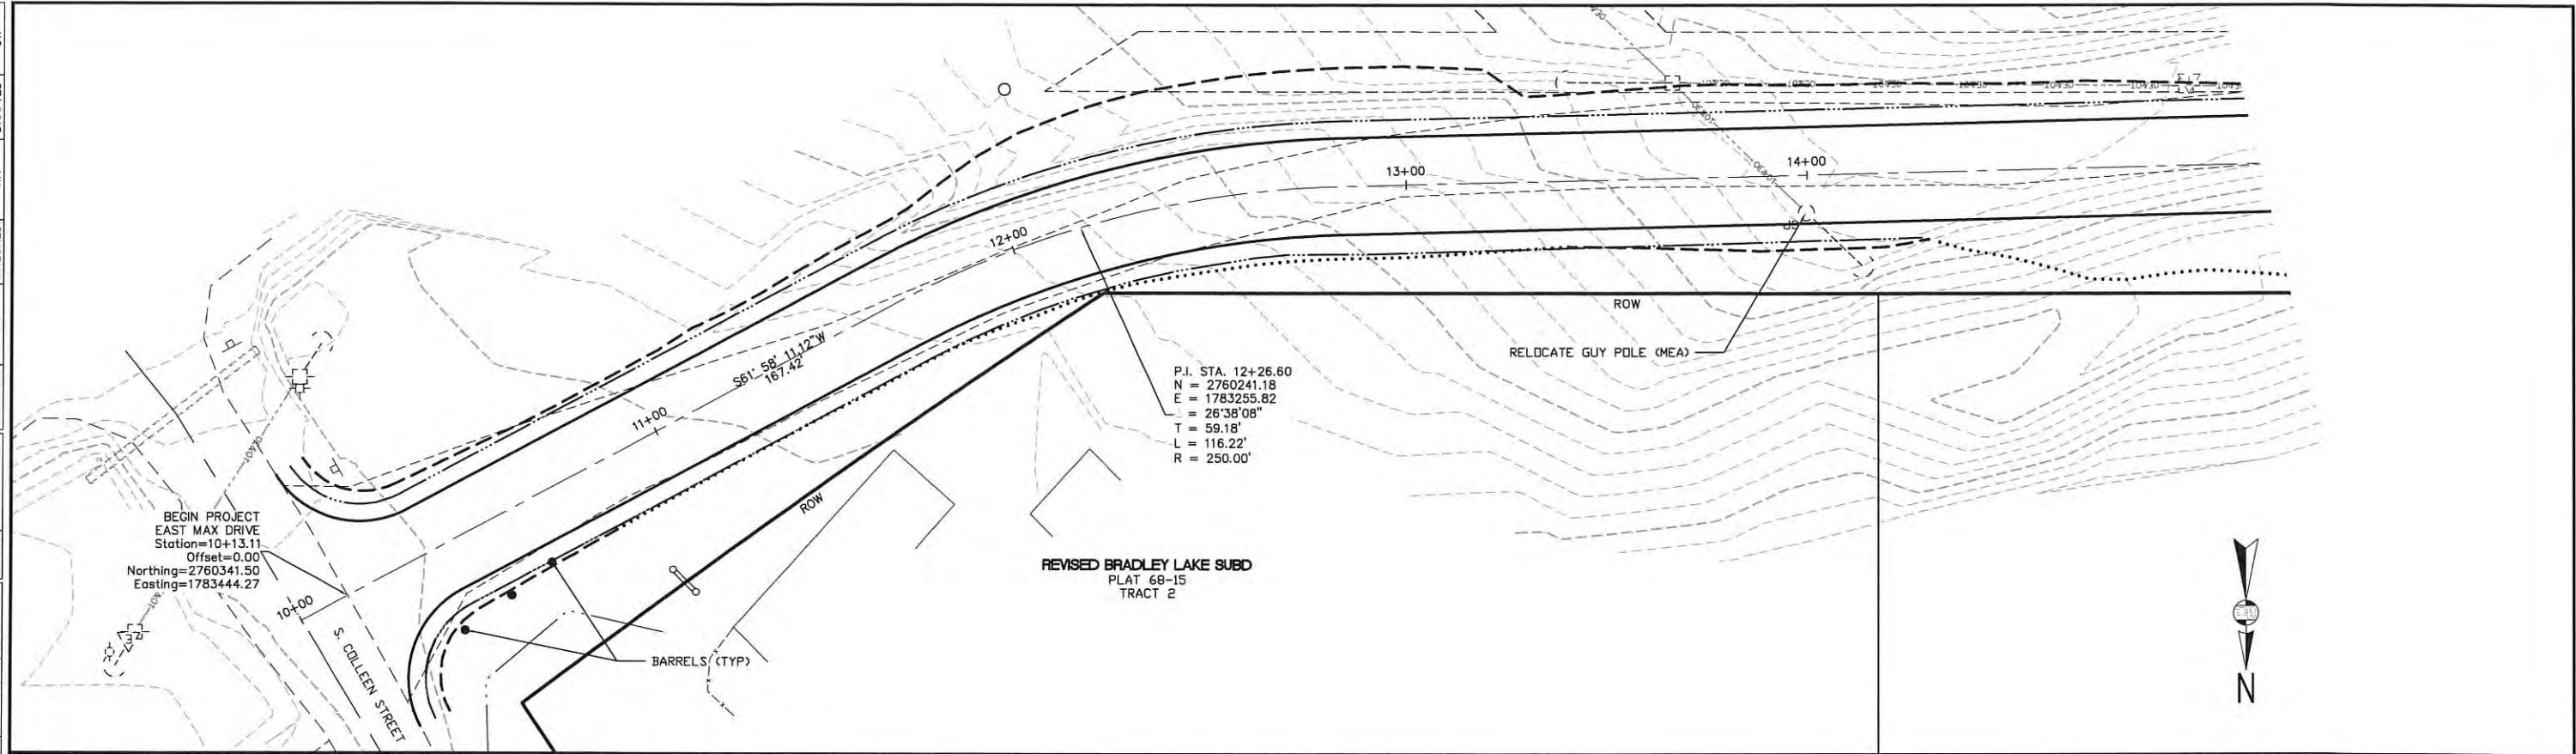 13+00
14+00
12+00
11+00
10+00
S61° 58' 11.12"W
167.42'
ROW
ROW
RELOCATE GUY POLE (MEA)
P.I. STA. 12+26.60
N = 2760241.18
E = 1783255.82
= 26°38'08"
T = 59.18'
L = 116.22'
R = 250.00'
BEGIN PROJECT
EAST MAX DRIVE
Station=10+13.11
Offset=0.00
Northing=2760341.50
Easting=1783444.27
S. COLLEEN STREET
BARRELS (TYP)
REVISED BRADLEY LAKE SUBD
PLAT 68-15
TRACT 2
N